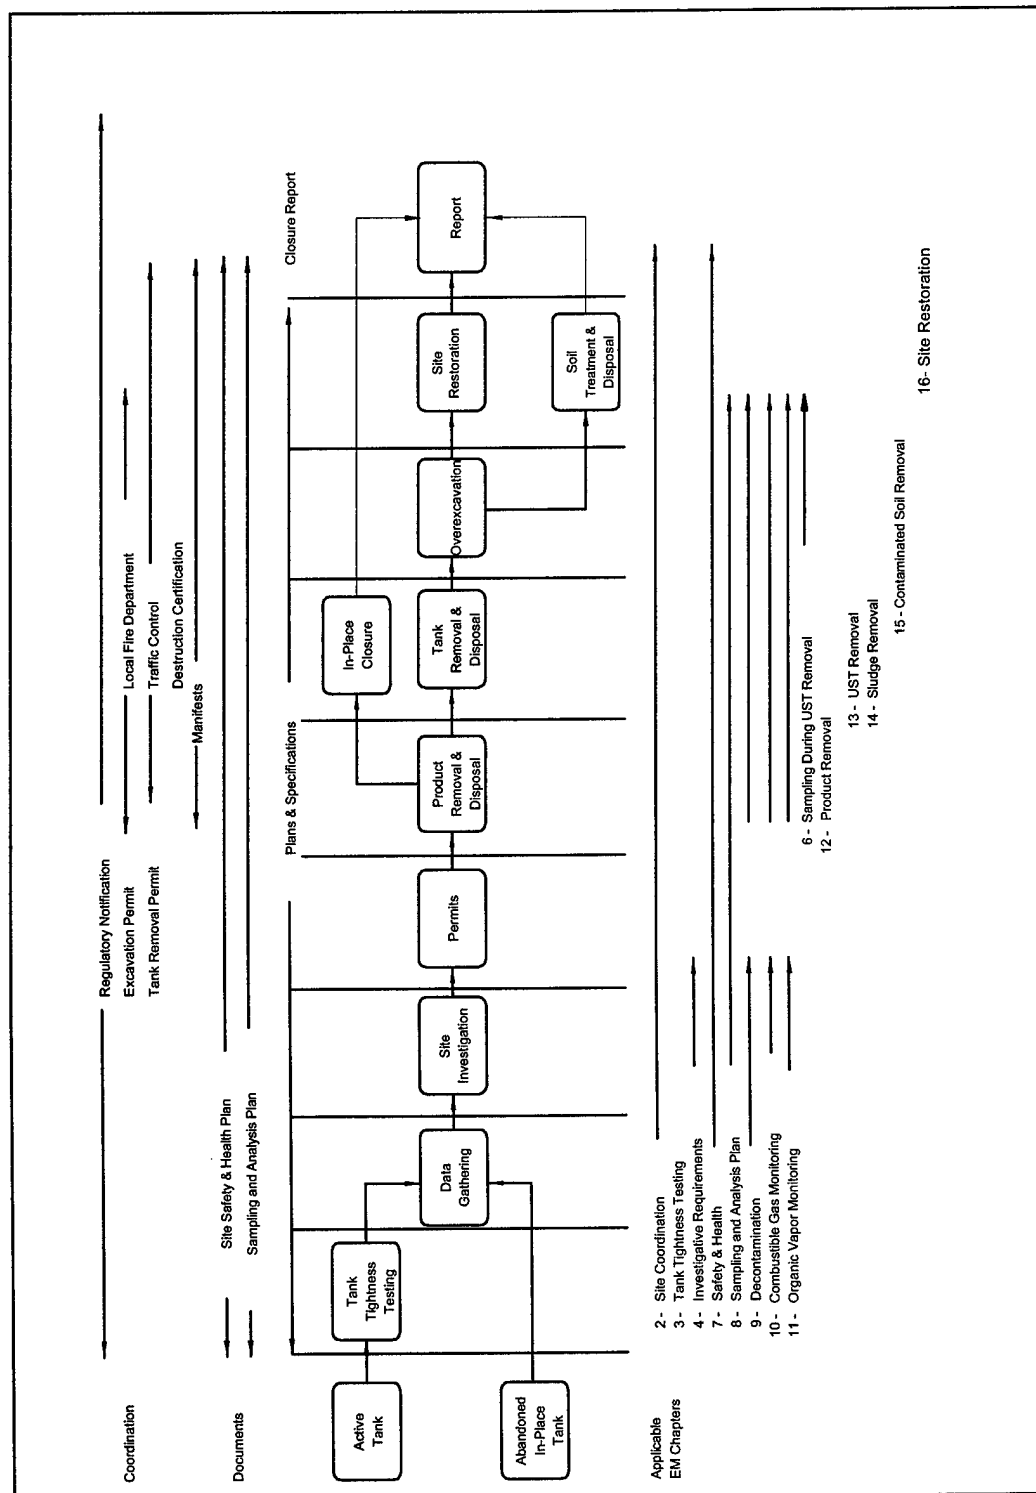 Coordination
Regulatory Notification
Excavation Permit
Local Fire Department
Tank Removal Permit
Traffic Control
Destruction Certification
Manifests
Documents
Site Safety & Health Plan
Sampling and Analysis Plan
Plans & Specifications
Closure Report
Active
Tank
Abandoned
In-Place
Tank
Tank
Tightness
Testing
Data
Gathering
Site
Investigation
Permits
Product
Removal &
Disposal
In-Place
Closure
Tank
Removal &
Disposal
Overexcavation
Site
Restoration
Soil
Treatment &
Disposal
Report
Applicable
EM Chapters
2 - Site Coordination
3 - Tank Tightness Testing
4 - Investigative Requirements
7 - Safety & Health
8 - Sampling and Analysis Plan
9 - Decontamination
10 - Combustible Gas Monitoring
11 - Organic Vapor Monitoring
6 - Sampling During UST Removal
12 - Product Removal
13 - UST Removal
14 - Sludge Removal
15 - Contaminated Soil Removal
16- Site Restoration